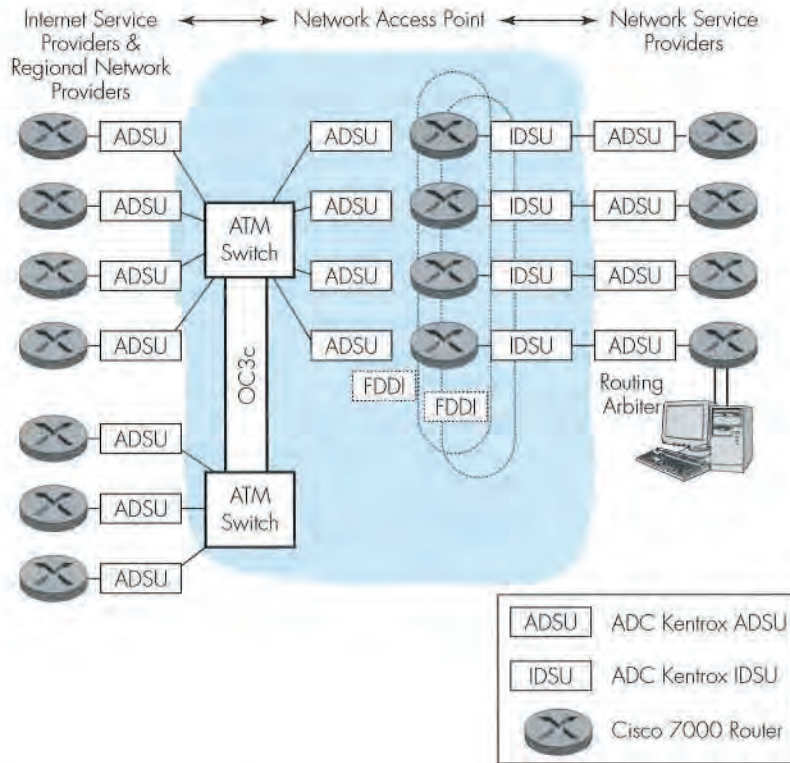 Internet Service
Providers &
Regional Network
Providers
Network Access Point
Network Service
Providers
ADSU
ADSU
IDSU
ADSU
ADSU
ADSU
IDSU
ADSU
ATM
Switch
ADSU
ADSU
IDSU
ADSU
ADSU
ADSU
IDSU
ADSU
OC3c
FDDI
FDDI
Routing
Arbiter
ADSU
ADSU
ATM
Switch
ADSU
ADSU
ADC Kentrox ADSU
IDSU
ADC Kentrox IDSU
Cisco 7000 Router